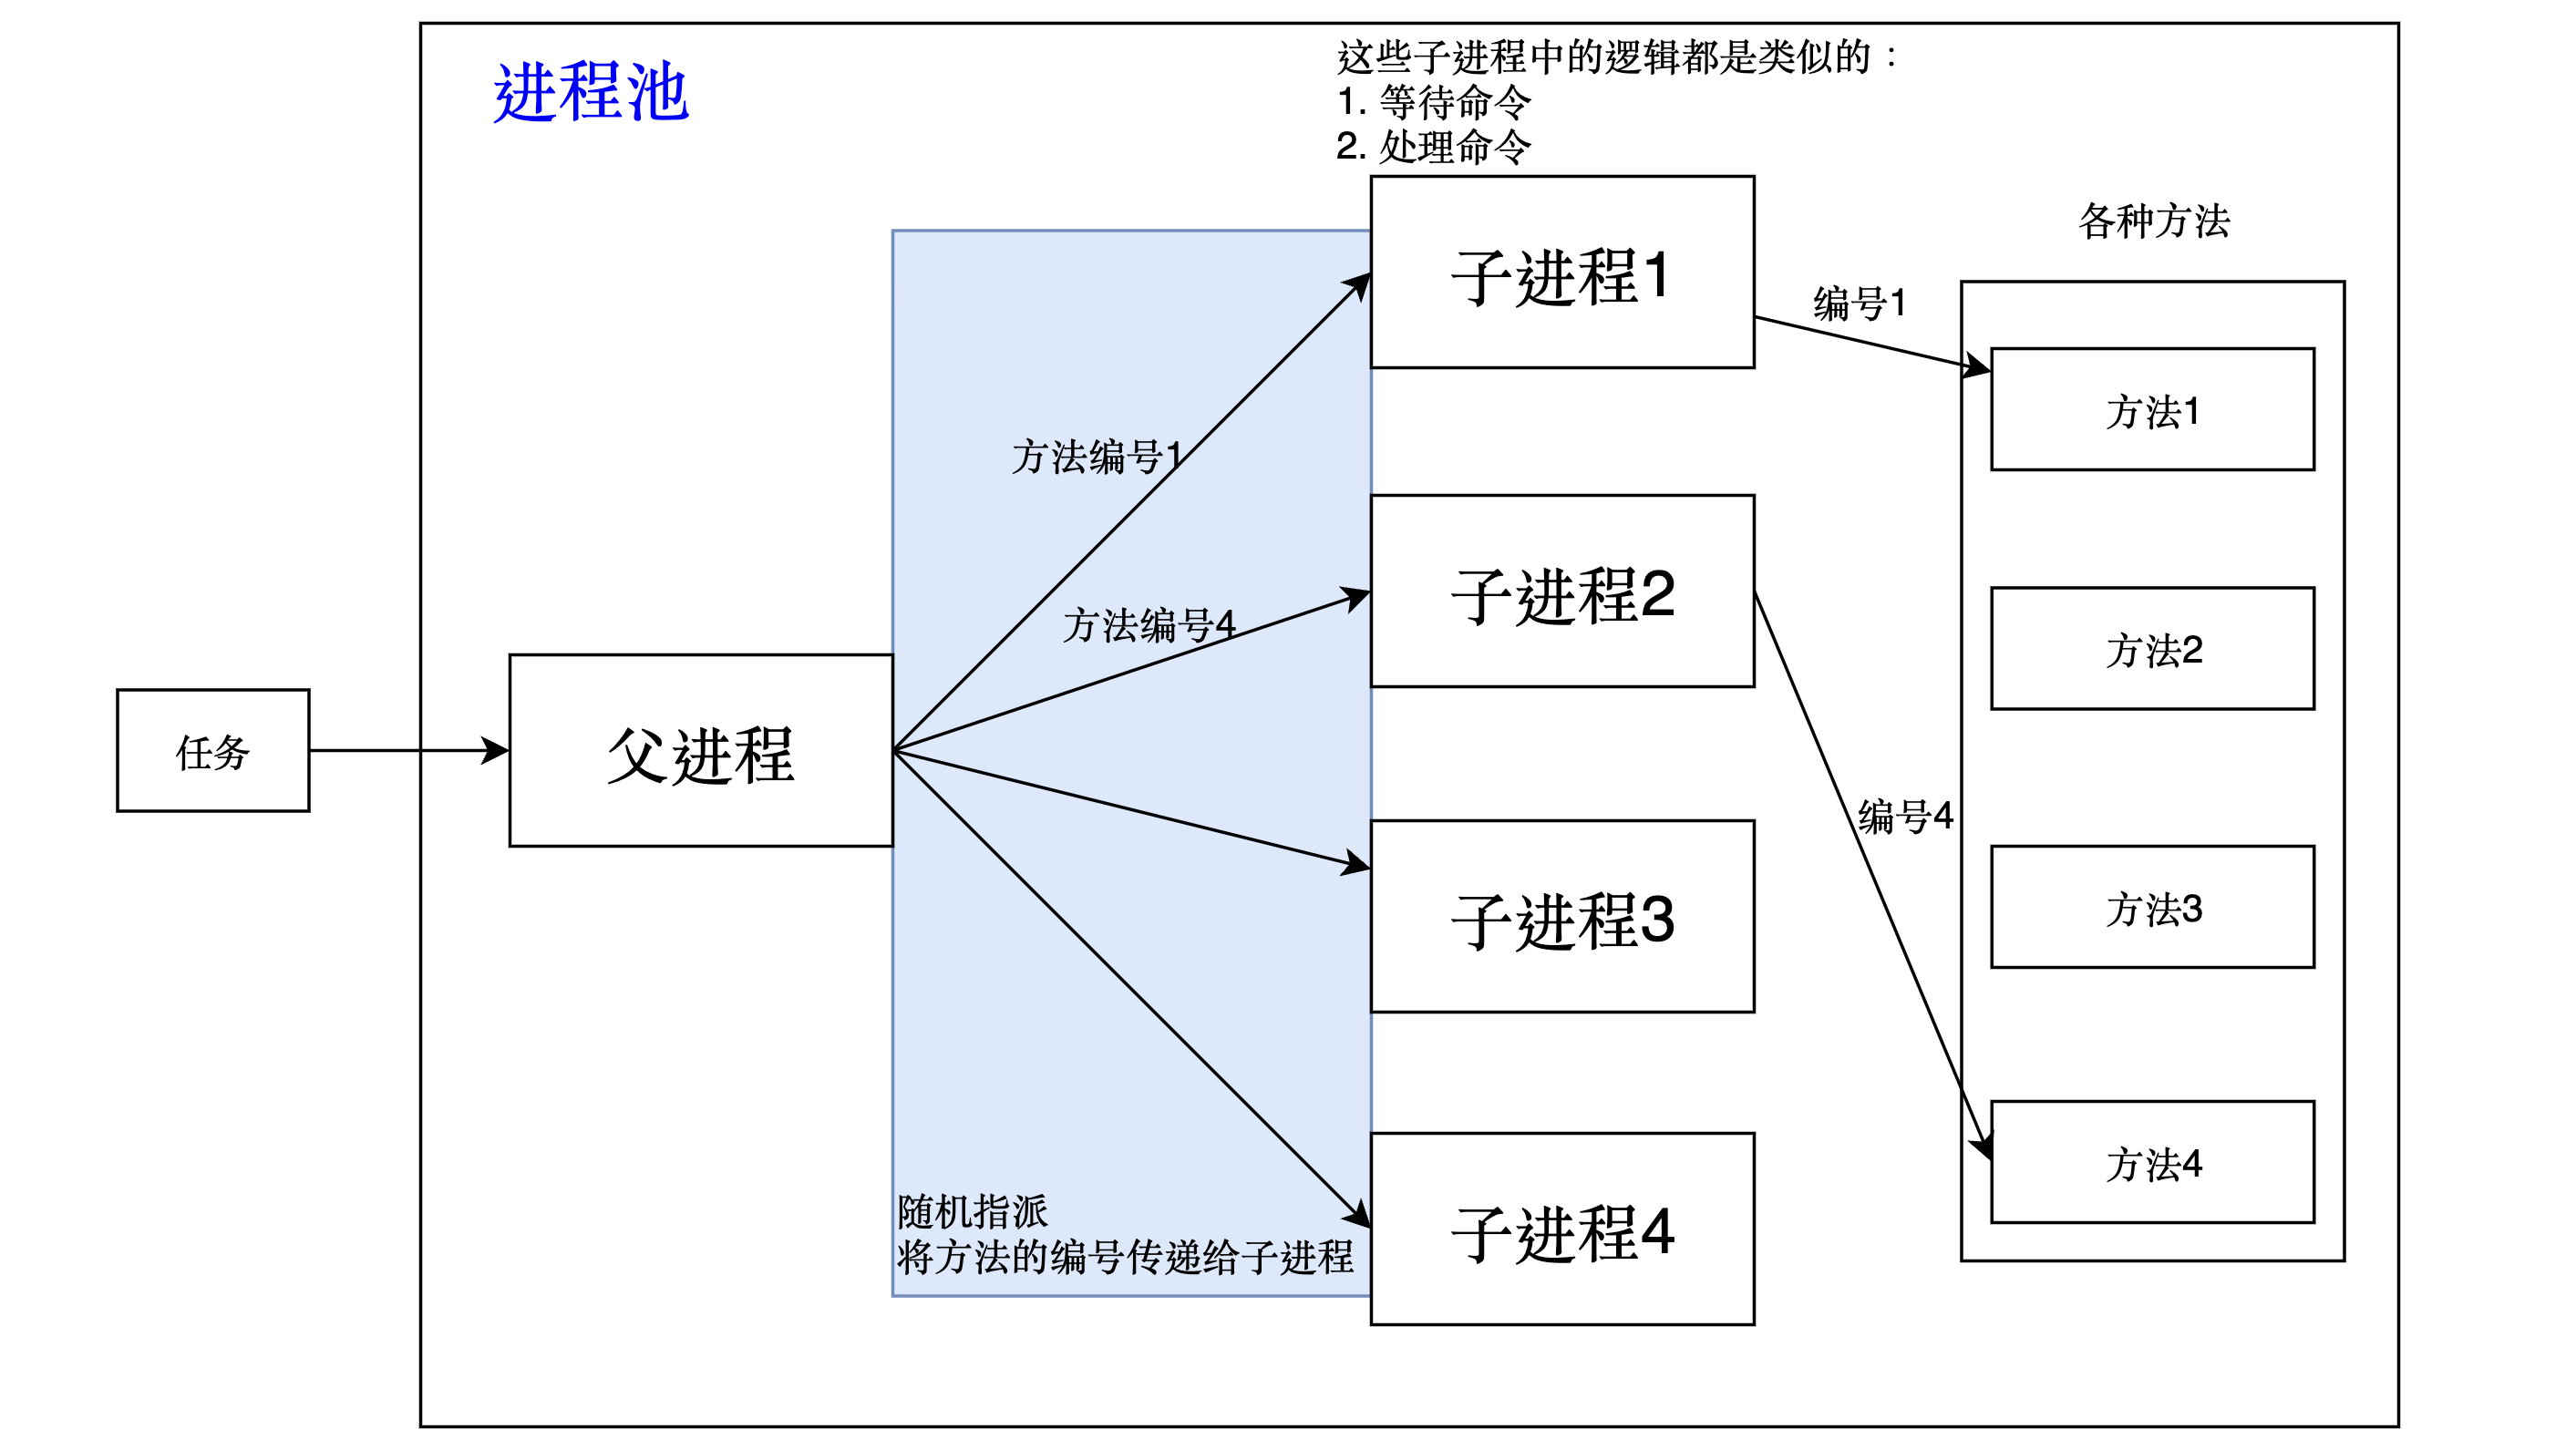 进程池
这些子进程中的逻辑都是类似的：
1. 等待命令
2. 处理命令
各种方法
子进程1
编号1
方法1
方法编号1
子进程2
方法编号4
方法2
任务
父进程
编号4
子进程3
方法3
方法4
随机指派
将方法的编号传递给子进程
子进程4